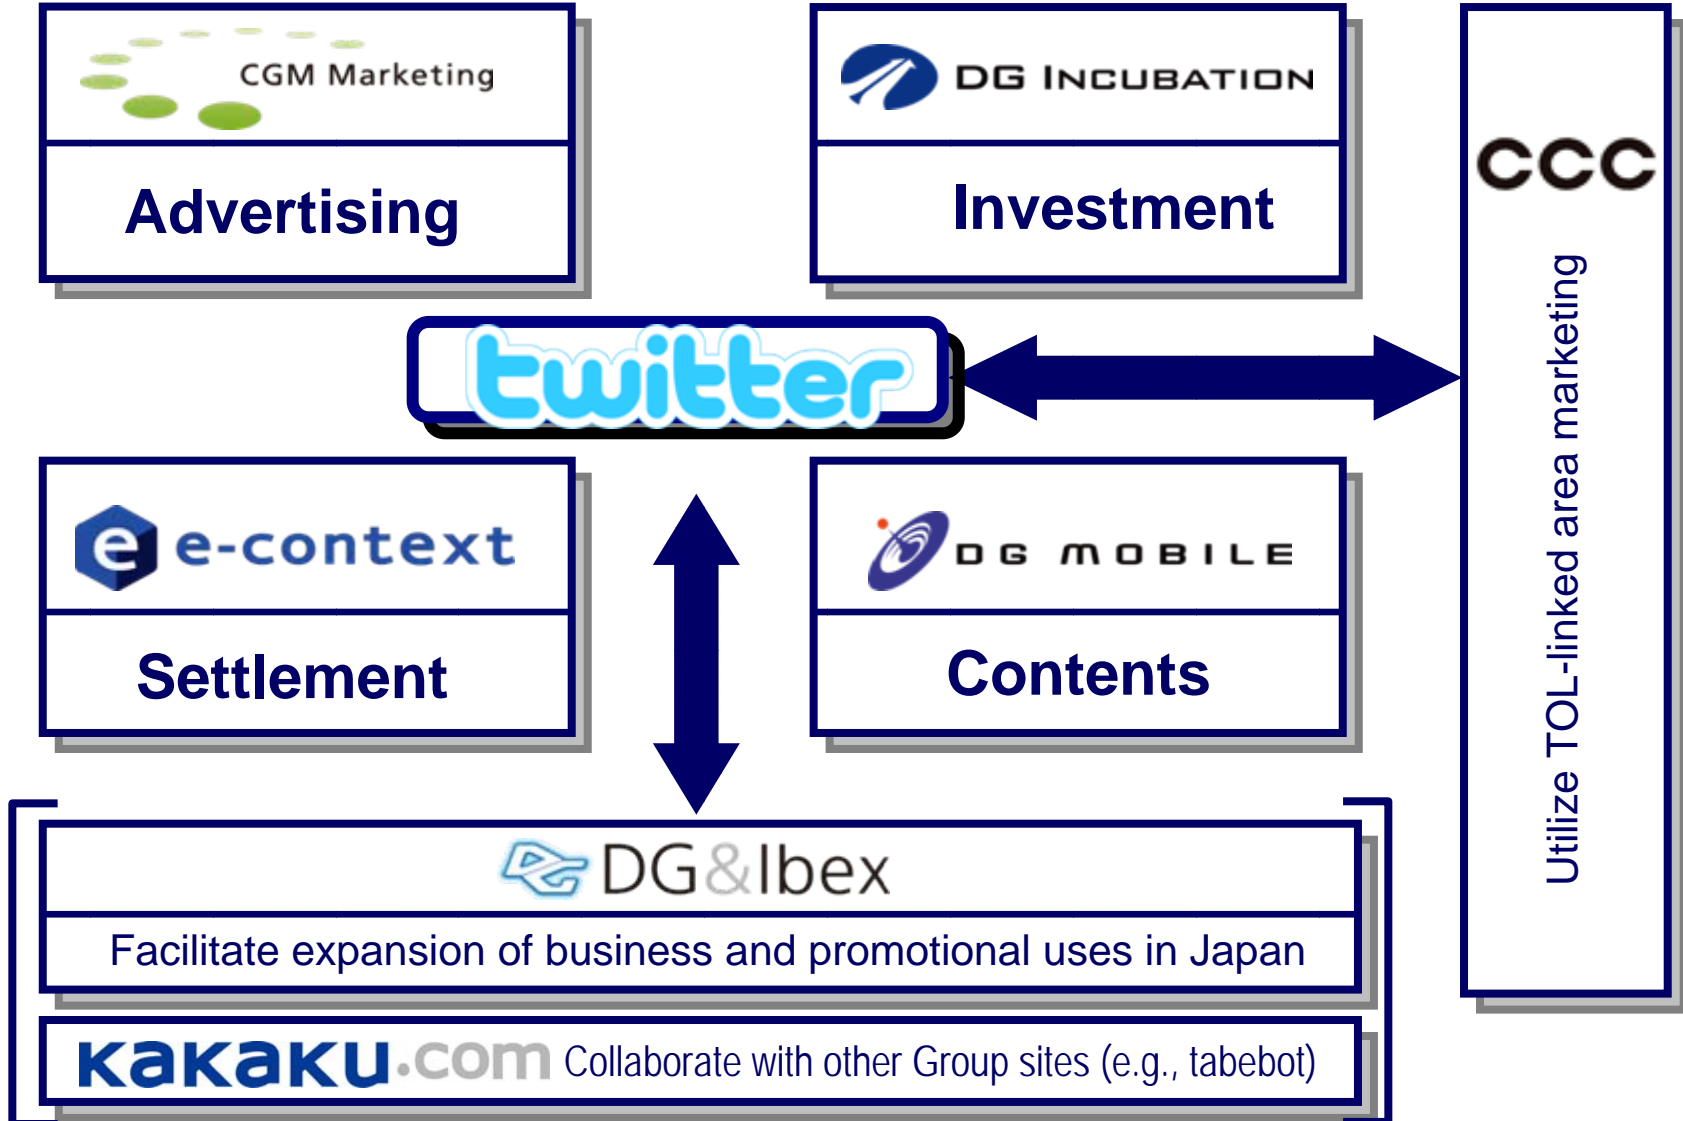 CGM Marketing
Advertising
DG INCUBATION
Investment
CCC
Utilize TOL-linked area marketing
twitter
e e-context
Settlement
DG MOBILE
Contents
DG&Ibex
Facilitate expansion of business and promotional uses in Japan
KaKaKu.com Collaborate with other Group sites (e.g., tabebot)